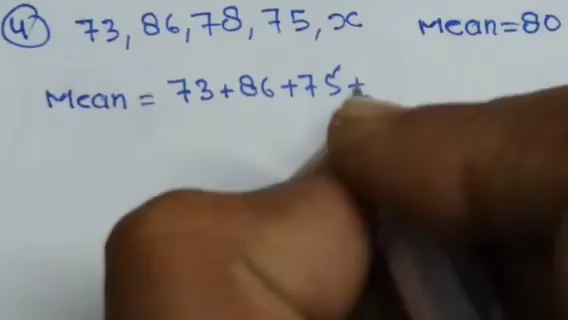 4 73, 86, 78, 75, x Mean=80
Mean = 73+86+75+